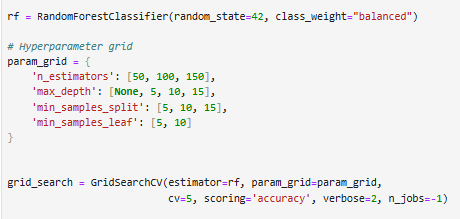 rf = RandomForestClassifier(random_state=42, class_weight="balanced")
# Hyperparameter grid
param_grid = {
    'n_estimators': [50, 100, 150],
    'max_depth': [None, 5, 10, 15],
    'min_samples_split': [5, 10, 15],
    'min_samples_leaf': [5, 10]
}
grid_search = GridSearchCV(estimator=rf, param_grid=param_grid,
                           cv=5, scoring='accuracy', verbose=2, n_jobs=-1)